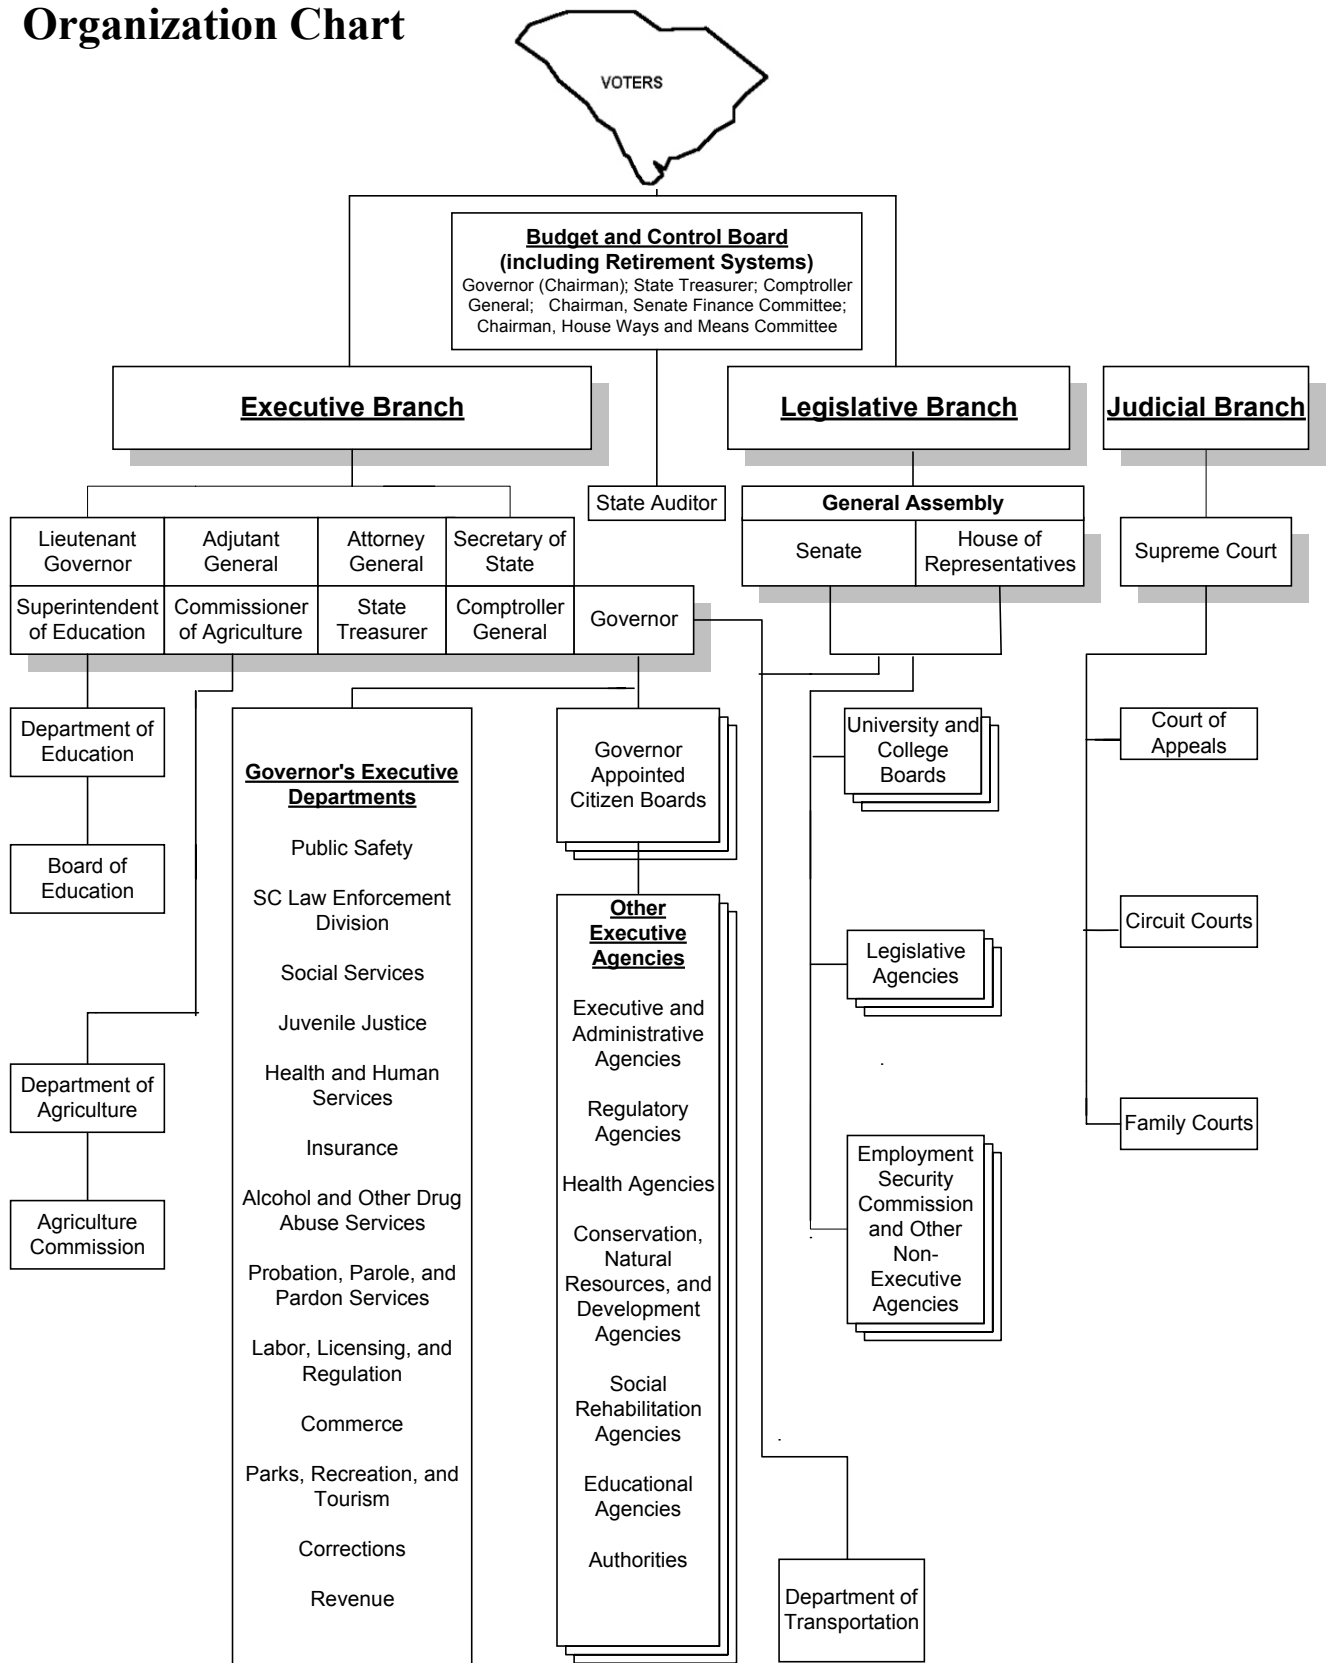 Organization Chart
VOTERS
Budget and Control Board
(including Retirement Systems)
Governor (Chairman); State Treasurer; Comptroller
General; Chairman, Senate Finance Committee;
Chairman, House Ways and Means Committee
Executive Branch
Legislative Branch
Judicial Branch
State Auditor
General Assembly
Lieutenant
Governor
Adjutant
General
Attorney
General
Secretary of
State
Senate
House of
Representatives
Supreme Court
Superintendent
of Education
Commissioner
of Agriculture
State
Treasurer
Comptroller
General
Governor
Department of
Education
Board of
Education
Department of
Agriculture
Agriculture
Commission
Governor's Executive
Departments
Public Safety
SC Law Enforcement
Division
Social Services
Juvenile Justice
Health and Human
Services
Insurance
Alcohol and Other Drug
Abuse Services
Probation, Parole, and
Pardon Services
Labor, Licensing, and
Regulation
Commerce
Parks, Recreation, and
Tourism
Corrections
Revenue
Governor
Appointed
Citizen Boards
Other
Executive
Agencies
Executive and
Administrative
Agencies
Regulatory
Agencies
Health Agencies
Conservation,
Natural
Resources, and
Development
Agencies
Social
Rehabilitation
Agencies
Educational
Agencies
Authorities
University and
College
Boards
Legislative
Agencies
Employment
Security
Commission
and Other
Non-
Executive
Agencies
Department of
Transportation
Court of
Appeals
Circuit Courts
Family Courts